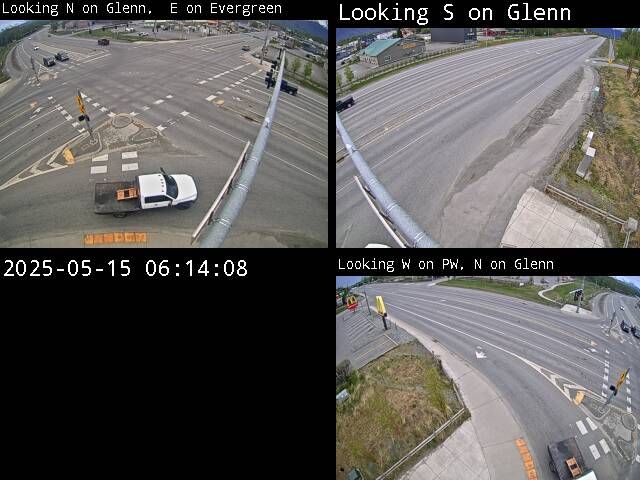 Looking N on Glenn,  E on Evergreen
Looking S on Glenn
2025-05-15 06:14:08
Looking W on PW, N on Glenn